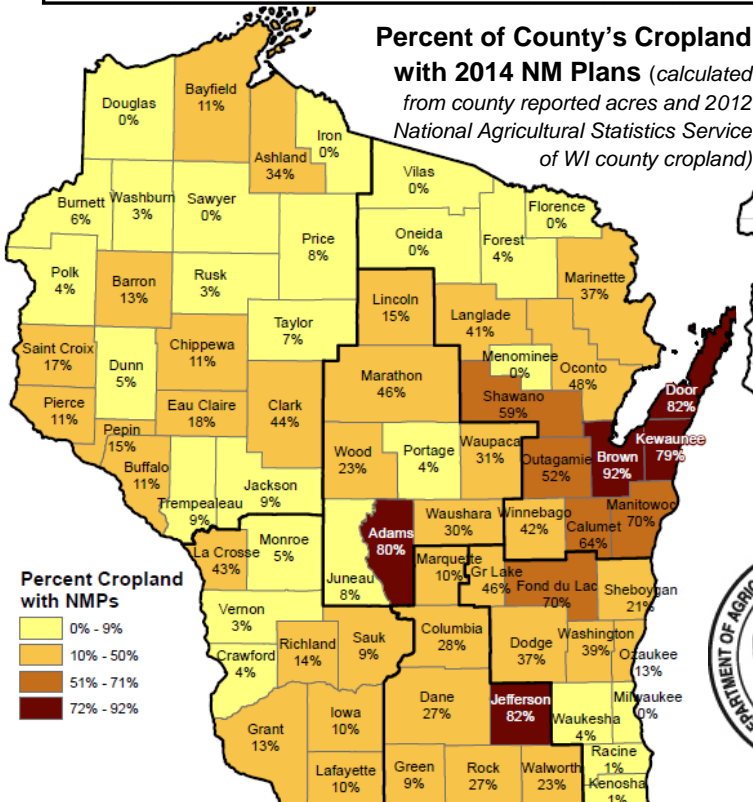 Percent of County's Cropland
with 2014 NM Plans (calculated
from county reported acres and 2012
National Agricultural Statistics Service
of WI county cropland)
Douglas
0%
Bayfield
11%
Ashland
34%
Iron
0%
Vilas
0%
Florence
0%
Burnett
6%
Washburn
3%
Sawyer
0%
Price
8%
Oneida
0%
Forest
4%
Marinette
37%
Polk
4%
Barron
13%
Rusk
3%
Lincoln
15%
Langlade
41%
Taylor
7%
Saint Croix
17%
Dunn
5%
Chippewa
11%
Marathon
46%
Menominee
0%
Oconto
48%
Shawano
59%
Door
82%
Pierce
11%
Pepin
15%
Eau Claire
18%
Clark
44%
Wood
23%
Portage
4%
Waupaca
31%
Outagamie
52%
Brown
92%
Kewaunee
79%
Buffalo
11%
Trempealeau
9%
Jackson
9%
Adams
80%
Waushara
30%
Winnebago
42%
Calumet
64%
Manitowoc
70%
La Crosse
43%
Monroe
5%
Juneau
8%
Marquette
10%
Gr Lake
46%
Fond du Lac
70%
Sheboygan
21%
Vernon
3%
Crawford
4%
Richland
14%
Sauk
9%
Columbia
28%
Dodge
37%
Washington
39%
Ozaukee
13%
Grant
13%
Iowa
10%
Dane
27%
Jefferson
82%
Waukesha
4%
Milwaukee
0%
Lafayette
10%
Green
9%
Rock
27%
Walworth
23%
Racine
1%
Kenosha
1%
Percent Cropland
with NMPs
0% - 9%
10% - 50%
51% - 71%
72% - 92%
OF AGRIC